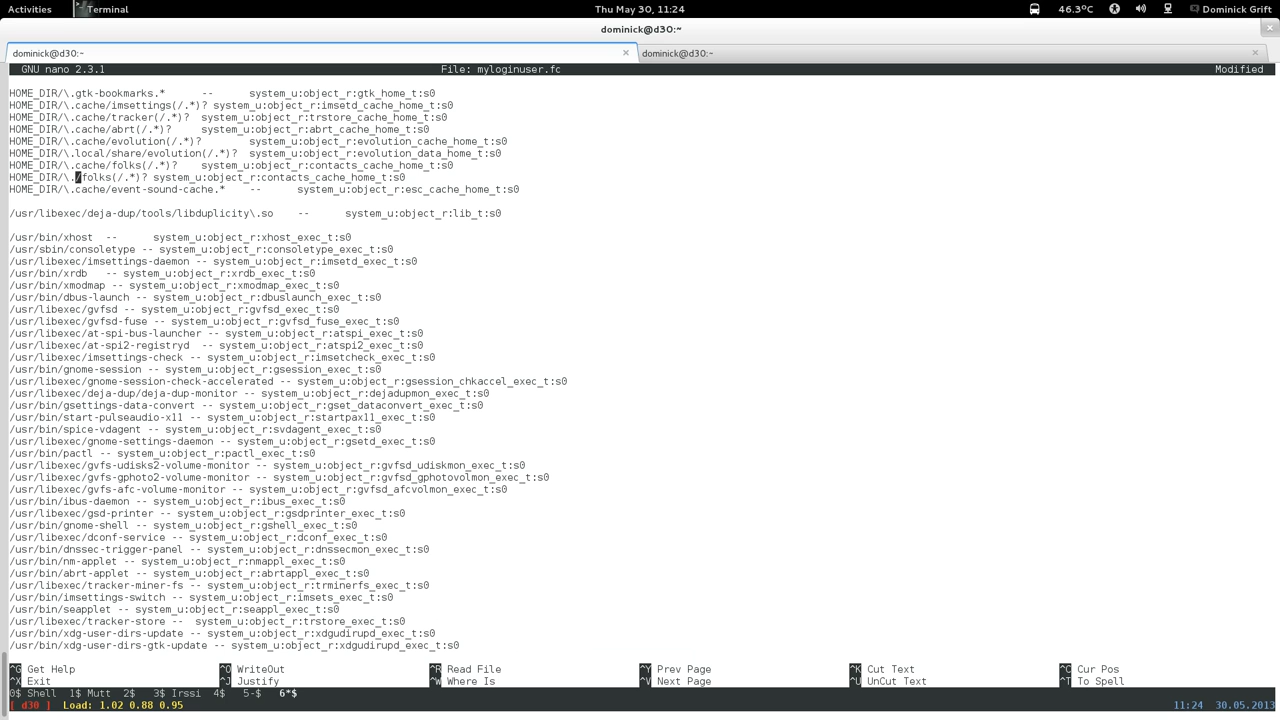 Activities Terminal Thu May 30, 11:24 46.3ºC Dominick Grift
dominick@d30:~
dominick@d30:~ × dominick@d30:~ ×
GNU nano 2.3.1 File: myloginuser.fc Modified
HOME_DIR/\.gtk-bookmarks.* -- system_u:object_r:gtk_home_t:s0
HOME_DIR/\.cache/imsettings(/.*)? system_u:object_r:imsetd_cache_home_t:s0
HOME_DIR/\.cache/tracker(/.*)? system_u:object_r:trstore_cache_home_t:s0
HOME_DIR/\.cache/abrt(/.*)? system_u:object_r:abrt_cache_home_t:s0
HOME_DIR/\.cache/evolution(/.*)? system_u:object_r:evolution_cache_home_t:s0
HOME_DIR/\.local/share/evolution(/.*)? system_u:object_r:evolution_data_home_t:s0
HOME_DIR/\.cache/folks(/.*)? system_u:object_r:contacts_cache_home_t:s0
HOME_DIR/\./folks(/.*)? system_u:object_r:contacts_cache_home_t:s0
HOME_DIR/\.cache/event-sound-cache.* -- system_u:object_r:esc_cache_home_t:s0
/usr/libexec/deja-dup/tools/libduplicity\.so -- system_u:object_r:lib_t:s0
/usr/bin/xhost -- system_u:object_r:xhost_exec_t:s0
/usr/sbin/consoletype -- system_u:object_r:consoletype_exec_t:s0
/usr/libexec/imsettings-daemon -- system_u:object_r:imsetd_exec_t:s0
/usr/bin/xrdb -- system_u:object_r:xrdb_exec_t:s0
/usr/bin/xmodmap -- system_u:object_r:xmodmap_exec_t:s0
/usr/bin/dbus-launch -- system_u:object_r:dbuslaunch_exec_t:s0
/usr/libexec/gvfsd -- system_u:object_r:gvfsd_exec_t:s0
/usr/libexec/gvfsd-fuse -- system_u:object_r:gvfsd_fuse_exec_t:s0
/usr/libexec/at-spi-bus-launcher -- system_u:object_r:atspi_exec_t:s0
/usr/libexec/at-spi2-registryd -- system_u:object_r:atspi2_exec_t:s0
/usr/libexec/imsettings-check -- system_u:object_r:imsetcheck_exec_t:s0
/usr/bin/gnome-session -- system_u:object_r:gsession_exec_t:s0
/usr/libexec/gnome-session-check-accelerated -- system_u:object_r:gsession_chkaccel_exec_t:s0
/usr/libexec/deja-dup/deja-dup-monitor -- system_u:object_r:dejadupmon_exec_t:s0
/usr/bin/gsettings-data-convert -- system_u:object_r:gset_dataconvert_exec_t:s0
/usr/bin/start-pulseaudio-x11 -- system_u:object_r:startpax11_exec_t:s0
/usr/bin/spice-vdagent -- system_u:object_r:svdagent_exec_t:s0
/usr/libexec/gnome-settings-daemon -- system_u:object_r:gsetd_exec_t:s0
/usr/bin/pactl -- system_u:object_r:pactl_exec_t:s0
/usr/libexec/gvfs-udisks2-volume-monitor -- system_u:object_r:gvfsd_udiskmon_exec_t:s0
/usr/libexec/gvfs-gphoto2-volume-monitor -- system_u:object_r:gvfsd_gphotovolmon_exec_t:s0
/usr/libexec/gvfs-afc-volume-monitor -- system_u:object_r:gvfsd_afcvolmon_exec_t:s0
/usr/bin/ibus-daemon -- system_u:object_r:ibus_exec_t:s0
/usr/libexec/gsd-printer -- system_u:object_r:gsdprinter_exec_t:s0
/usr/bin/gnome-shell -- system_u:object_r:gshell_exec_t:s0
/usr/libexec/dconf-service -- system_u:object_r:dconf_exec_t:s0
/usr/bin/dnssec-trigger-panel -- system_u:object_r:dnssecmon_exec_t:s0
/usr/bin/nm-applet -- system_u:object_r:nmappl_exec_t:s0
/usr/bin/abrt-applet -- system_u:object_r:abrtappl_exec_t:s0
/usr/libexec/tracker-miner-fs -- system_u:object_r:trminerfs_exec_t:s0
/usr/bin/imsettings-switch -- system_u:object_r:imsets_exec_t:s0
/usr/bin/seapplet -- system_u:object_r:seappl_exec_t:s0
/usr/libexec/tracker-store -- system_u:object_r:trstore_exec_t:s0
/usr/bin/xdg-user-dirs-update -- system_u:object_r:xdgudirupd_exec_t:s0
/usr/bin/xdg-user-dirs-gtk-update -- system_u:object_r:xdgudirupd_exec_t:s0
^G Get Help ^O WriteOut ^R Read File ^Y Prev Page ^K Cut Text ^C Cur Pos
^X Exit ^J Justify ^W Where Is ^V Next Page ^U UnCut Text ^T To Spell
0$ Shell 1$ Mutt 2$ 3$ Irssi 4$ 5-$ 6*$
[ d30 ] Load: 1.02 0.88 0.95 11:24 30.05.2013